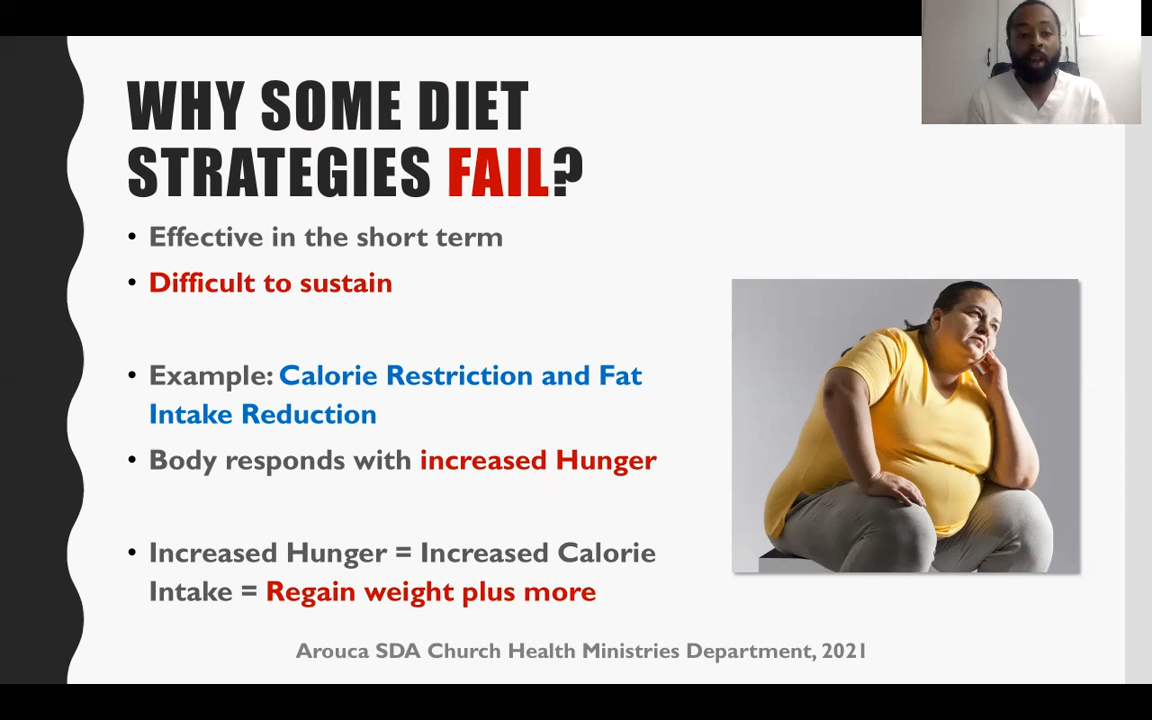 WHY SOME DIET
STRATEGIES FAIL?
• Effective in the short term
• Difficult to sustain
• Example: Calorie Restriction and Fat
Intake Reduction
• Body responds with increased Hunger
• Increased Hunger = Increased Calorie
Intake = Regain weight plus more
Arouca SDA Church Health Ministries Department, 2021